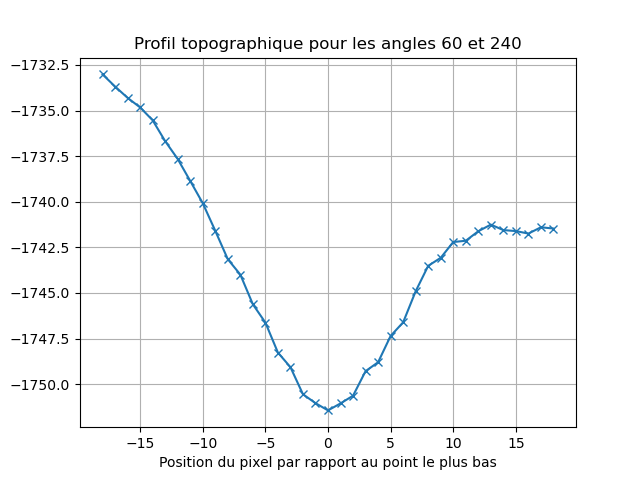 Profil topographique pour les angles 60 et 240
−1732.5
−1735.0
−1737.5
−1740.0
−1742.5
−1745.0
−1747.5
−1750.0
−15 −10 −5 0 5 10 15
Position du pixel par rapport au point le plus bas